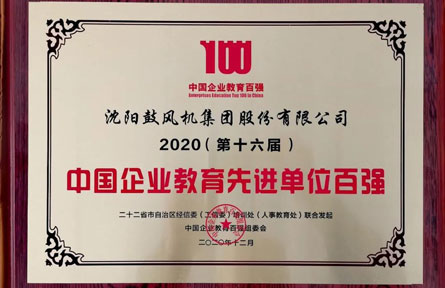 100
中国企业教育百强
Enterprises Education Top 100 in China
沈阳鼓风机集团股份有限公司
2020(第十六届)
中国企业教育先进单位百强
二十二省市自治区经信委(工信委)培训处(人事教育处)联合发起
中国企业教育百强组委会
二〇二〇年十二月